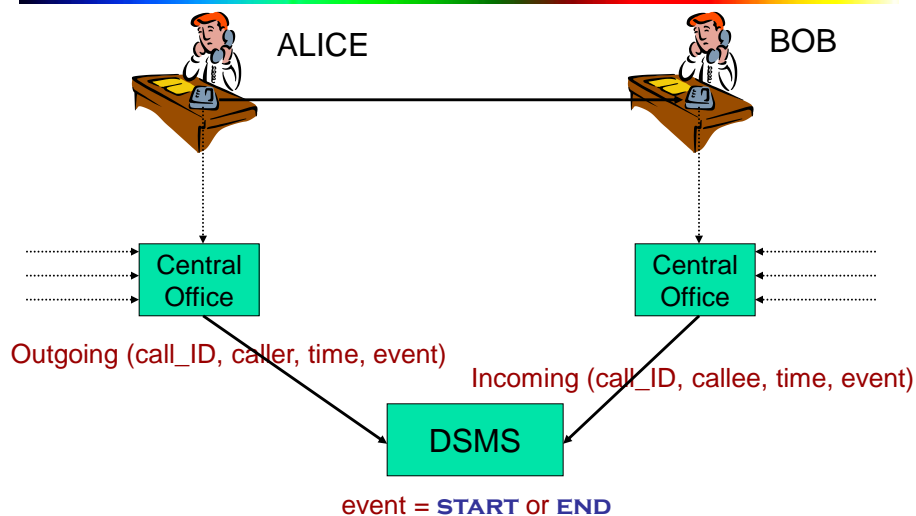 ALICE
BOB
Central
Office
Central
Office
Outgoing (call_ID, caller, time, event)
Incoming (call_ID, callee, time, event)
DSMS
event = START or END